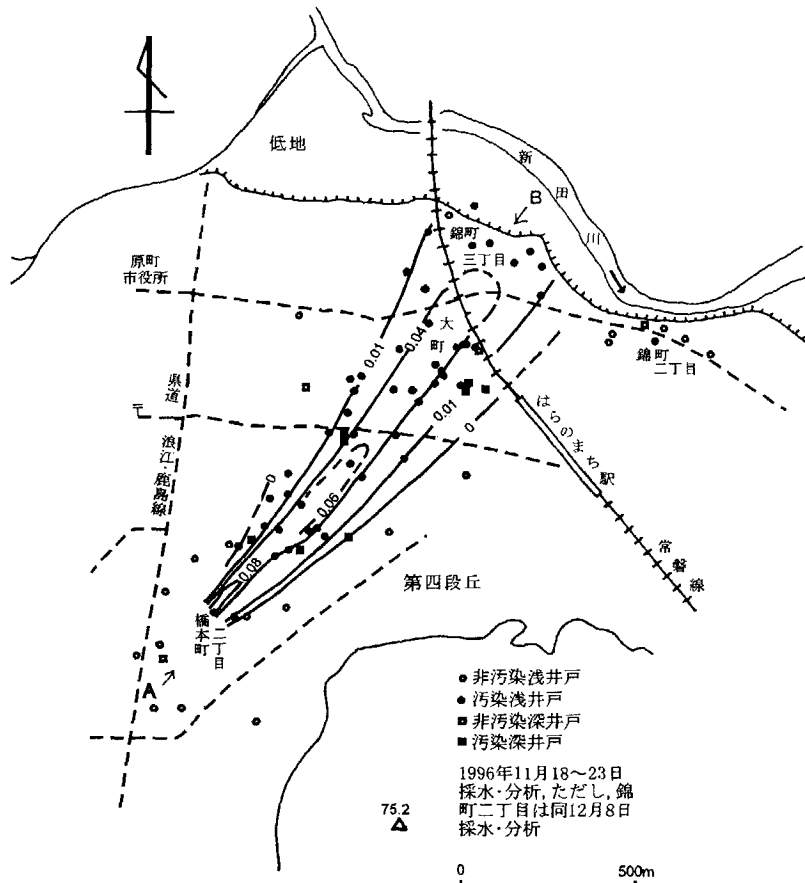 低地
新田川
B
錦町
三丁目
原町
市役所
大町
0.04
0.01
錦町
二丁目
県道 浪江・鹿島線
〒
0.01
0
はらのまち駅
0
0.06
常磐線
0.08
第四段丘
橋本町
二丁目
A
非汚染浅井戸
汚染浅井戸
非汚染深井戸
汚染深井戸
1996年11月18~23日
採水・分析,ただし,錦
町二丁目は同12月8日
採水・分析
75.2
0 500m